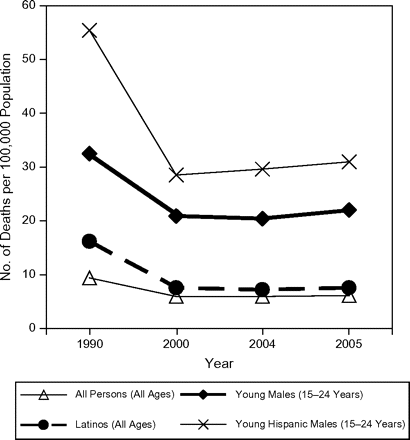 60
50
40
30
20
10
0
No. of Deaths per 100,000 Population
1990 2000 2004 2005
Year
All Persons (All Ages) Young Males (15–24 Years)
Latinos (All Ages) Young Hispanic Males (15–24 Years)